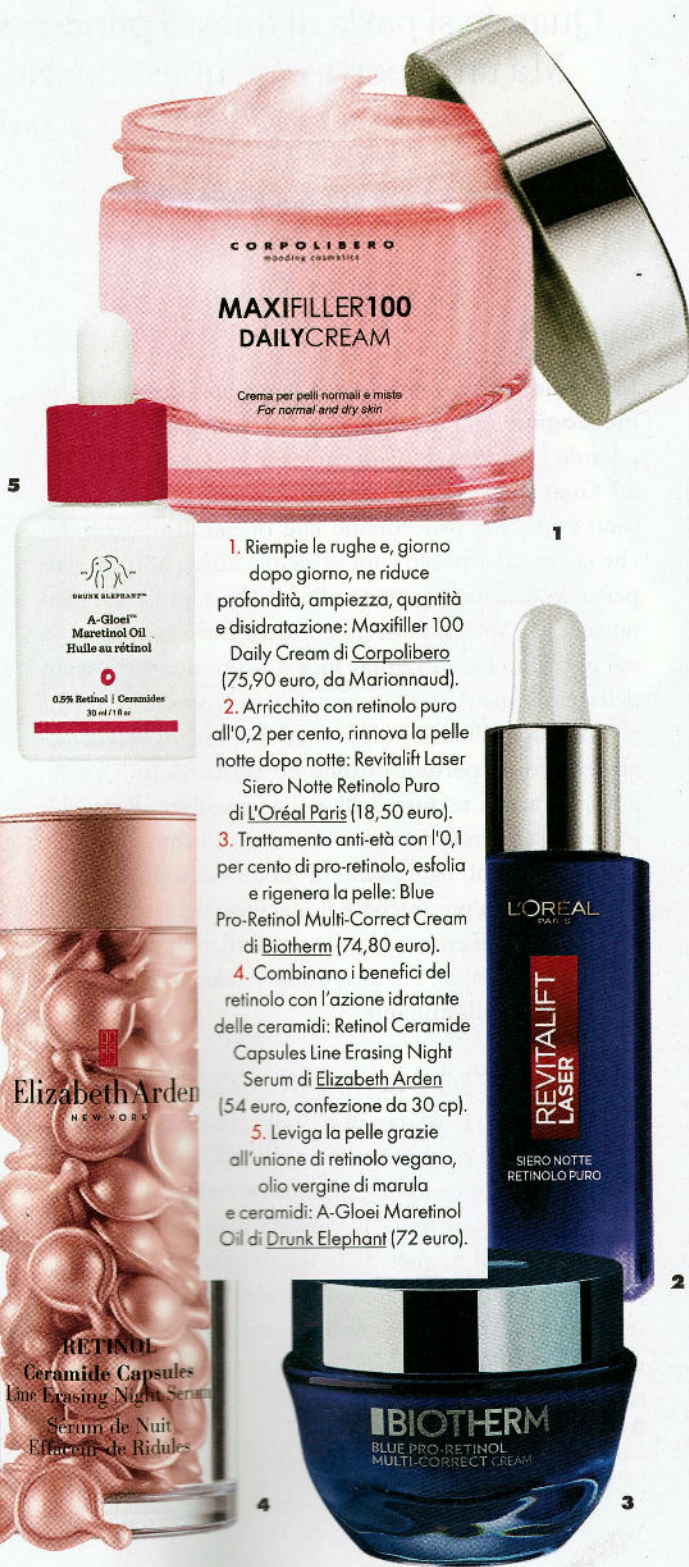 CORPOLIBERO
mooding cosmetics
MAXIFILLER100
DAILYCREAM
Crema per pelli normali e miste
For normal and dry skin
5
1
DRUNK ELEPHANT™
A-Gloei™
Maretinol Oil
Huile au rétinol
0.5% Retinol | Ceramides
30 ml / 1 fl oz
1. Riempie le rughe e, giorno
dopo giorno, ne riduce
profondità, ampiezza, quantità
e disidratazione: Maxifiller 100
Daily Cream di Corpolibero
(75,90 euro, da Marionnaud).
2. Arricchito con retinolo puro
all'0,2 per cento, rinnova la pelle
notte dopo notte: Revitalift Laser
Siero Notte Retinolo Puro
di L'Oréal Paris (18,50 euro).
3. Trattamento anti-età con l'0,1
per cento di pro-retinolo, esfolia
e rigenera la pelle: Blue
Pro-Retinol Multi-Correct Cream
di Biotherm (74,80 euro).
4. Combinano i benefici del
retinolo con l'azione idratante
delle ceramidi: Retinol Ceramide
Capsules Line Erasing Night
Serum di Elizabeth Arden
(54 euro, confezione da 30 cp).
5. Leviga la pelle grazie
all'unione di retinolo vegano,
olio vergine di marula
e ceramidi: A-Gloei Maretinol
Oil di Drunk Elephant (72 euro).
L'ORÉAL
PARIS
REVITALIFT
LASER
SIERO NOTTE
RETINOLO PURO
2
Elizabeth Arden
NEW YORK
RETINOL
Ceramide Capsules
Line Erasing Night Serum
Sérum de Nuit
Effaceur de Ridules
4
BIOTHERM
BLUE PRO-RETINOL
MULTI-CORRECT CREAM
3